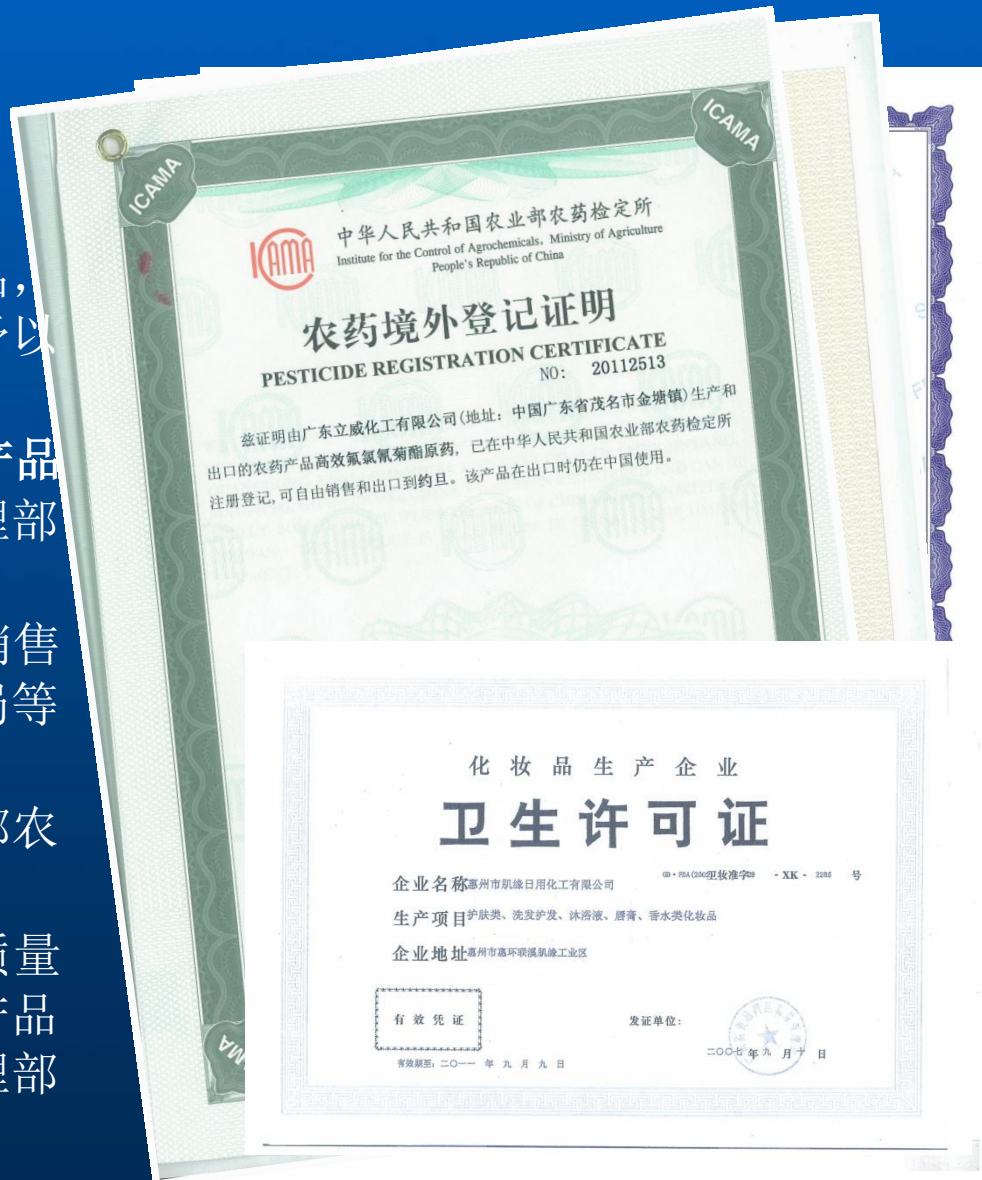 品，
予以
产品
理部
销售
局等
部农
质量
产品
理部
ICAMA
ICAMA
ICAMA
中华人民共和国农业部农药检定所
Institute for the Control of Agrochemicals, Ministry of Agriculture
People's Republic of China
农药境外登记证明
PESTICIDE REGISTRATION CERTIFICATE
NO: 20112513
兹证明由广东立威化工有限公司(地址：中国广东省茂名市金塘镇)生产和
出口的农药产品高效氟氯氰菊酯原药，已在中华人民共和国农业部农药检定所
注册登记,可自由销售和出口到约旦。该产品在出口时仍在中国使用。
化妆品生产企业
卫生许可证
卫妆准字 - XK - 2285 号
企业名称惠州市肌缘日用化工有限公司
生产项目护肤类、洗发护发、沐浴液、唇膏、香水类化妆品
企业地址惠州市惠环联溪肌缘工业区
有效凭证
发证单位：
有效期至：二〇一一 年 九 月 九 日
二〇〇七 年 九 月 十 日